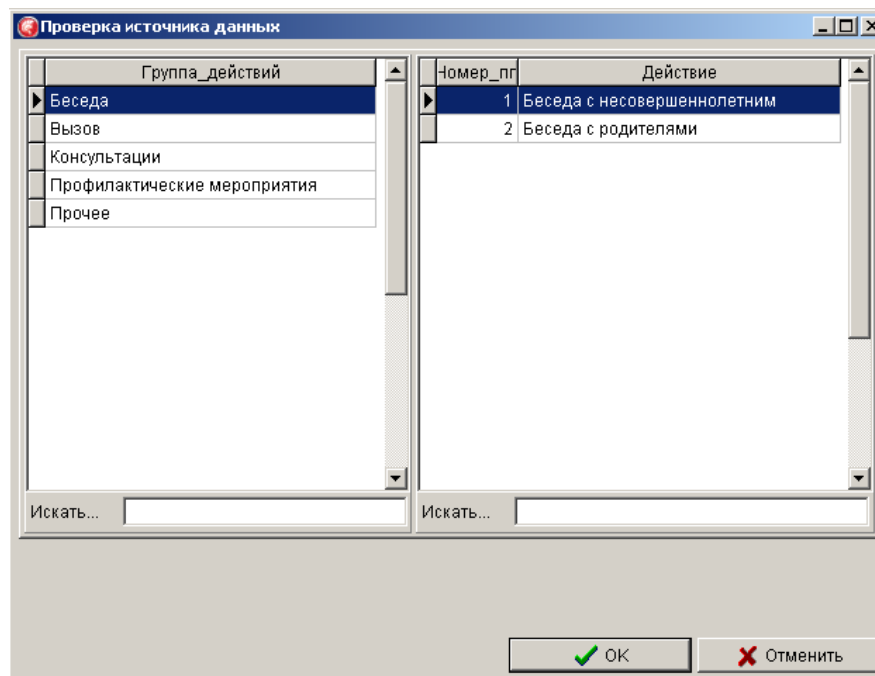 Проверка источника данных
Группа_действий
Беседа
Вызов
Консультации
Профилактические мероприятия
Прочее
Искать...
Номер_пп Действие
1 Беседа с несовершеннолетним
2 Беседа с родителями
Искать...
OK
Отменить